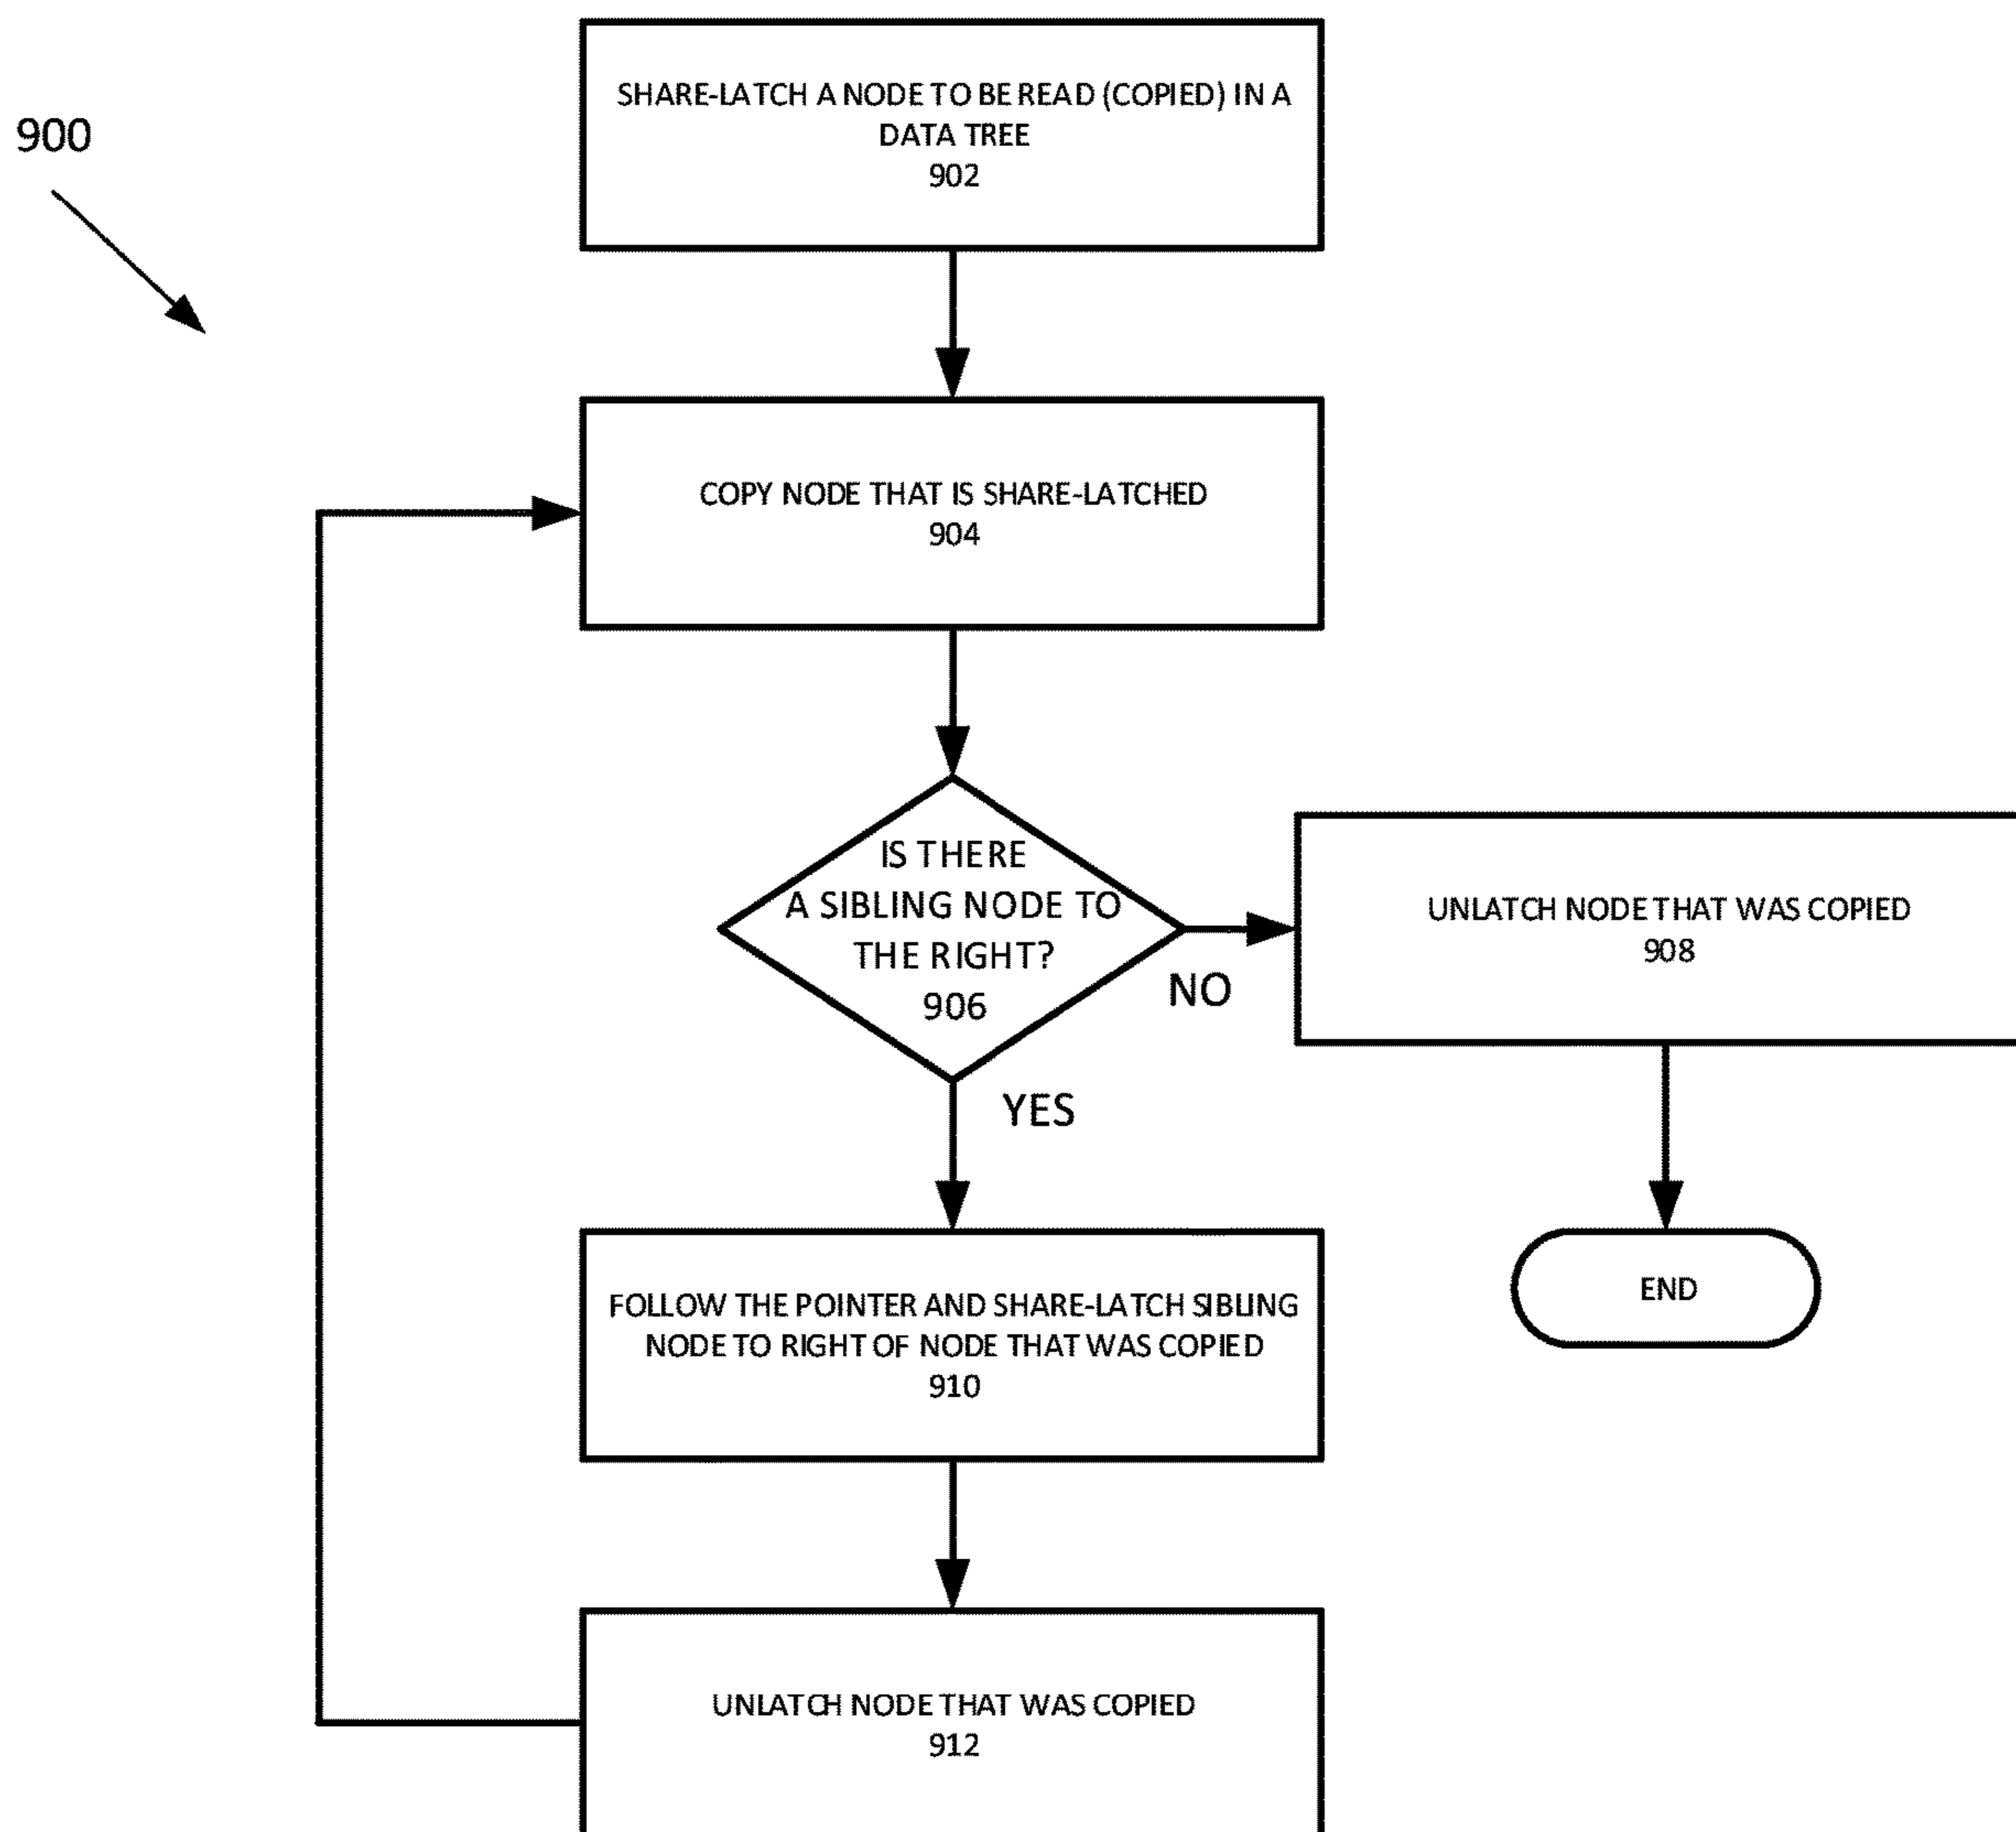 900
SHARE-LATCH A NODE TO BE READ (COPIED) IN A
DATA TREE
902
COPY NODE THAT IS SHARE-LATCHED
904
IS THERE
A SIBLING NODE TO
THE RIGHT?
906
NO
UNLATCH NODE THAT WAS COPIED
908
YES
FOLLOW THE POINTER AND SHARE-LATCH SIBLING
NODE TO RIGHT OF NODE THAT WAS COPIED
910
END
UNLATCH NODE THAT WAS COPIED
912